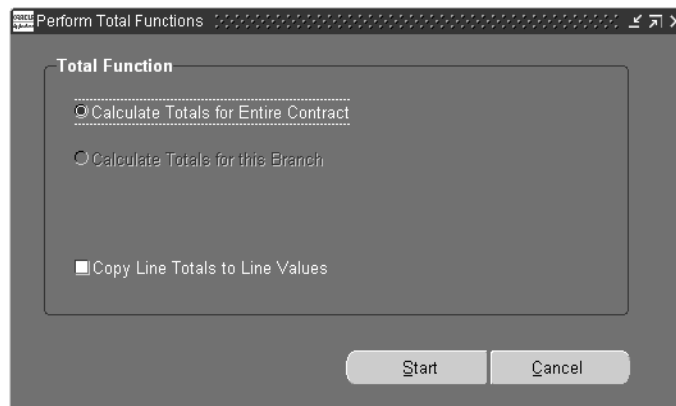 Perform Total Functions
Total Function
Calculate Totals for Entire Contract
Calculate Totals for this Branch
Copy Line Totals to Line Values
Start Cancel